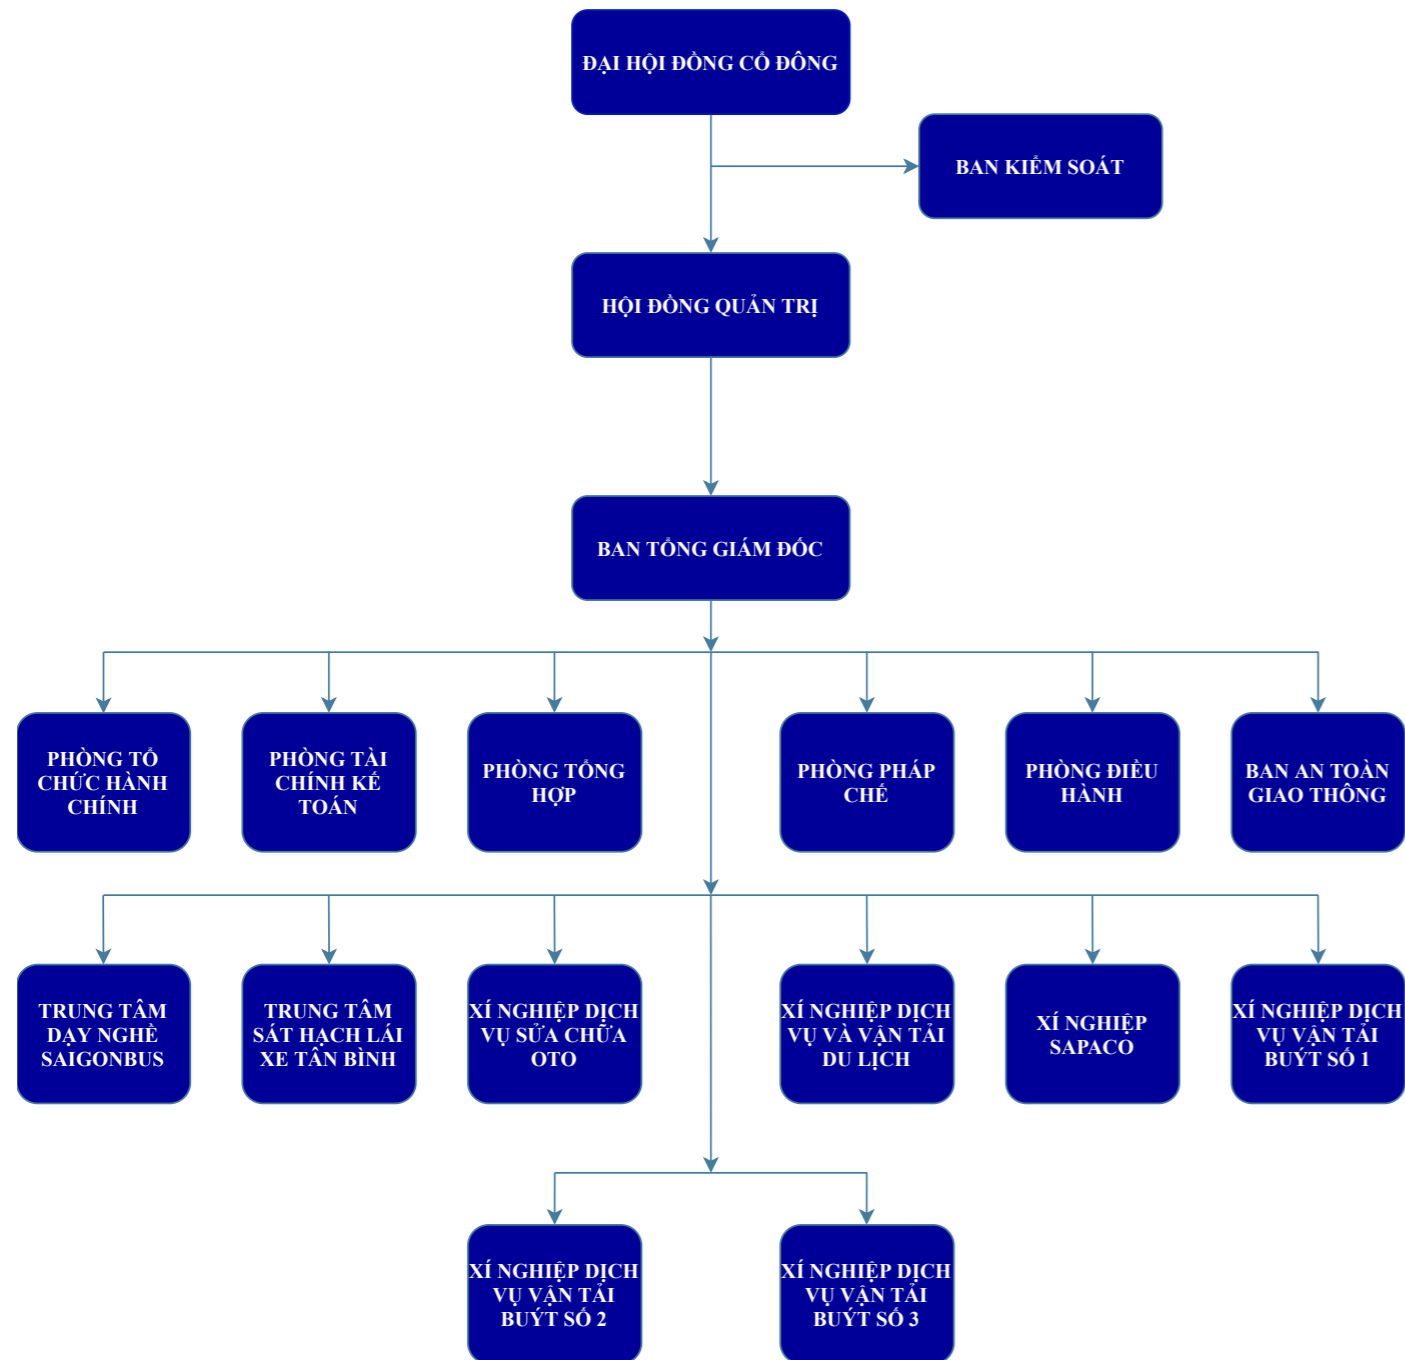 ĐẠI HỘI ĐỒNG CỔ ĐÔNG
BAN KIỂM SOÁT
HỘI ĐỒNG QUẢN TRỊ
BAN TỔNG GIÁM ĐỐC
PHÒNG TỔ
CHỨC HÀNH
CHÍNH
PHÒNG TÀI
CHÍNH KẾ
TOÁN
PHÒNG TỔNG
HỢP
PHÒNG PHÁP
CHẾ
PHÒNG ĐIỀU
HÀNH
BAN AN TOÀN
GIAO THÔNG
TRUNG TÂM
DẠY NGHỀ
SAIGONBUS
TRUNG TÂM
SÁT HẠCH LÁI
XE TÂN BÌNH
XÍ NGHIỆP DỊCH
VỤ SỬA CHỮA
OTO
XÍ NGHIỆP DỊCH
VỤ VÀ VẬN TẢI
DU LỊCH
XÍ NGHIỆP
SAPACO
XÍ NGHIỆP DỊCH
VỤ VẬN TẢI
BUÝT SỐ 1
XÍ NGHIỆP DỊCH
VỤ VẬN TẢI
BUÝT SỐ 2
XÍ NGHIỆP DỊCH
VỤ VẬN TẢI
BUÝT SỐ 3